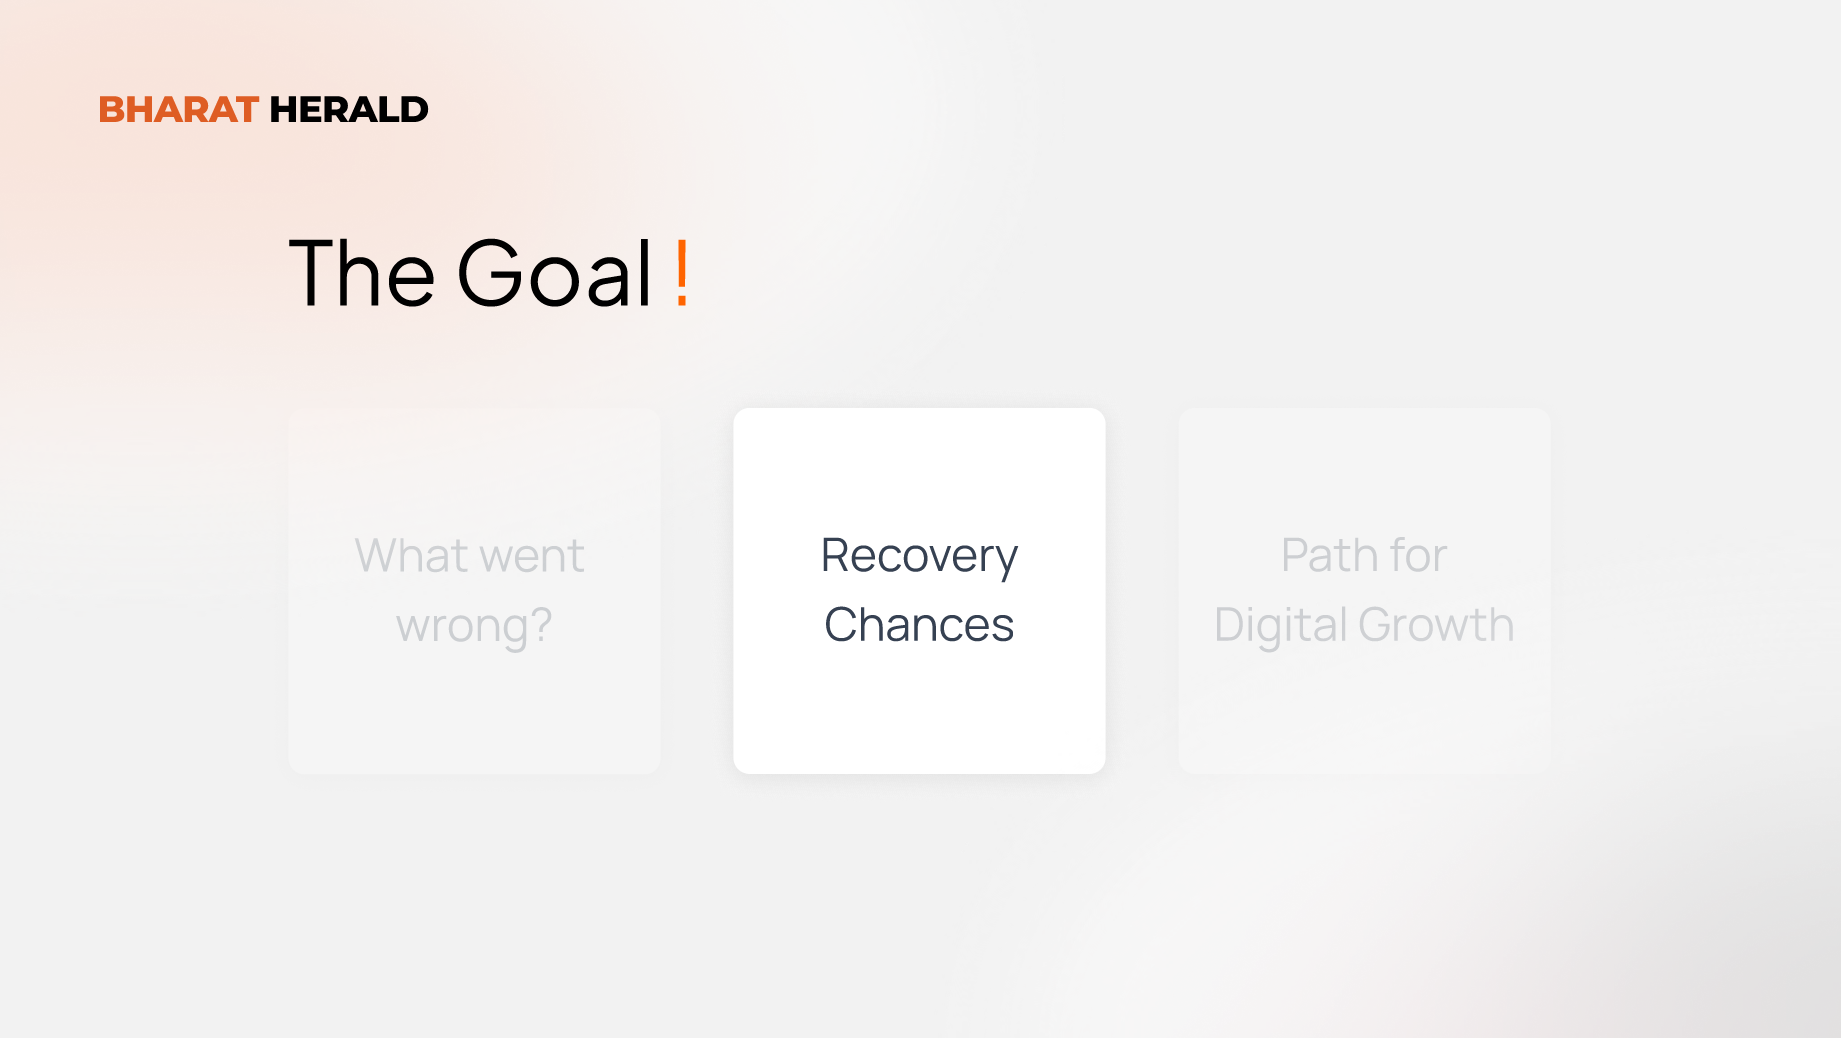 BHARAT HERALD
The Goal !
What went
wrong?
Recovery
Chances
Path for
Digital Growth